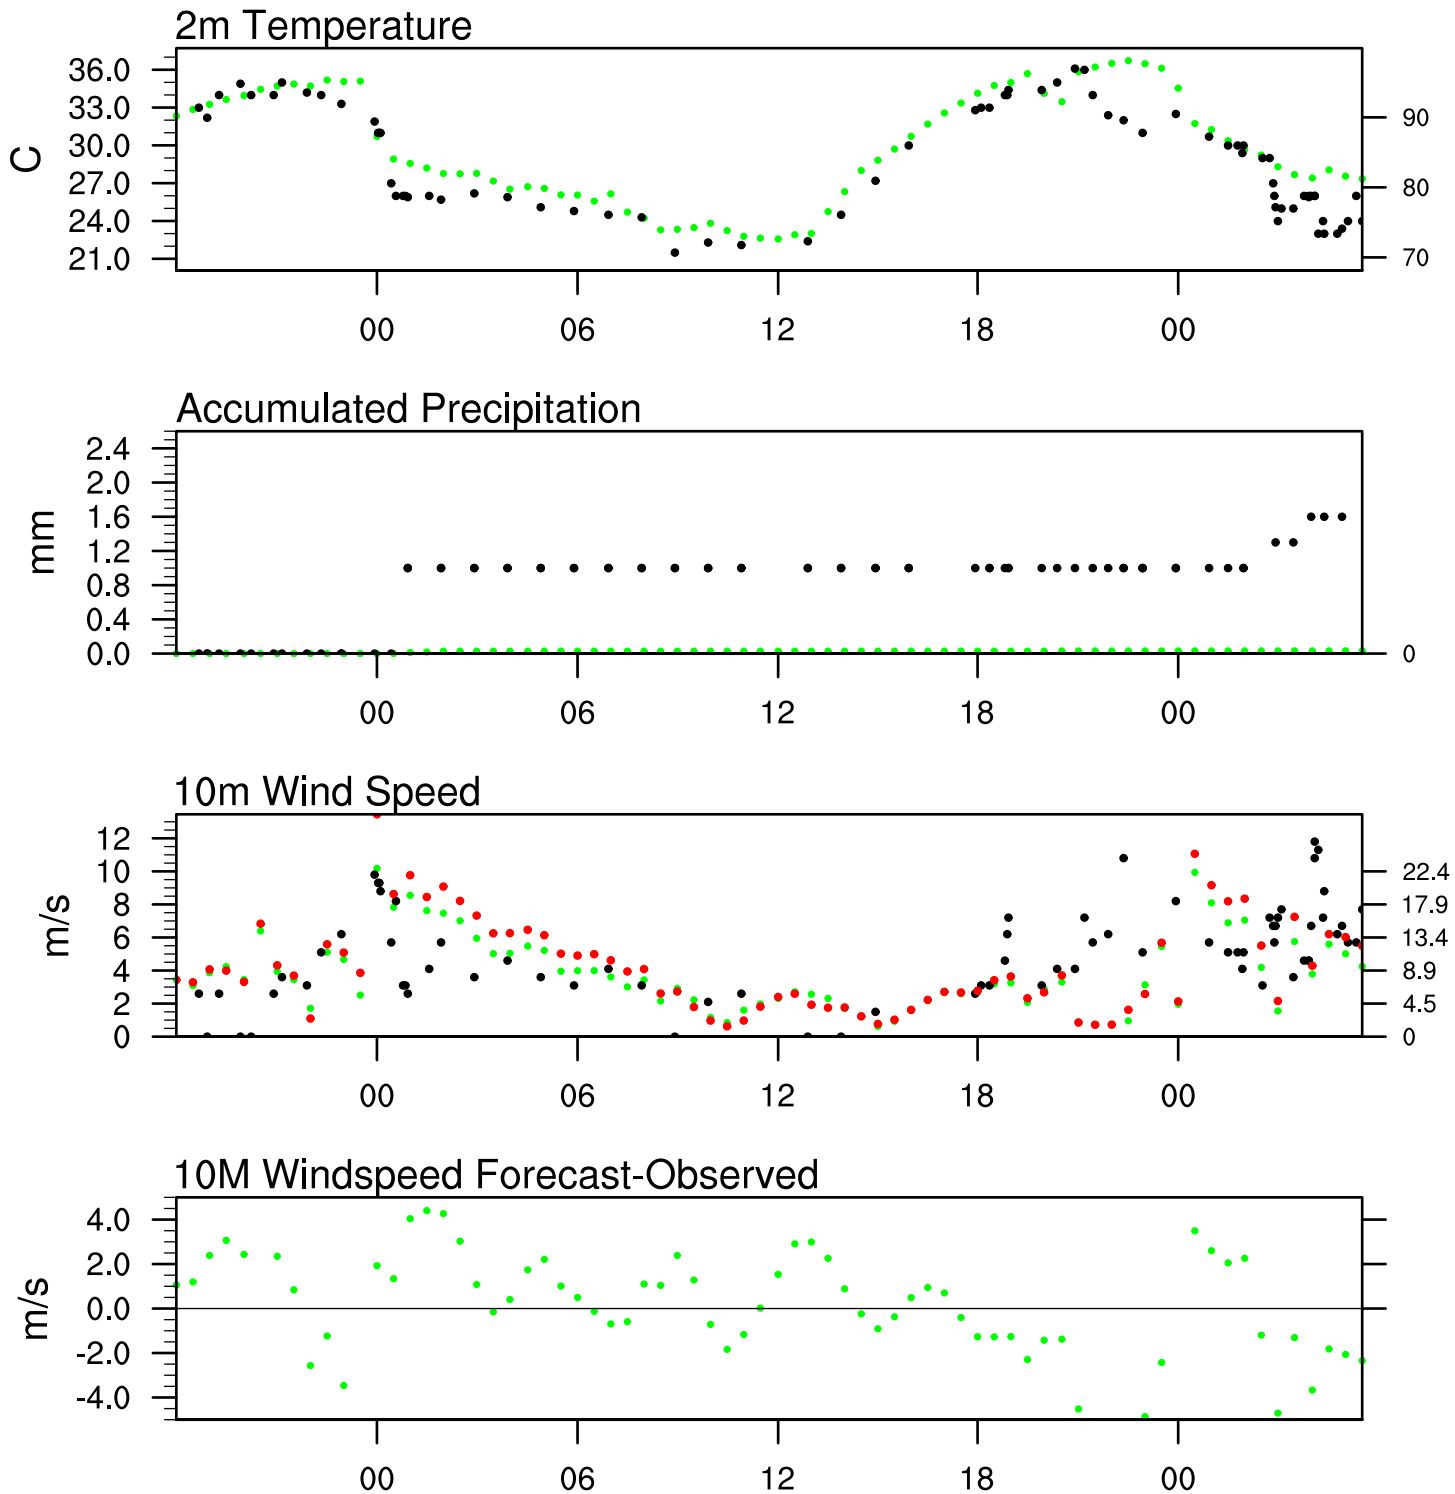 2m Temperature
36.0
33.0
30.0
27.0
24.0
21.0
C
90
80
70
00 06 12 18 00
Accumulated Precipitation
2.4
2.0
1.6
1.2
0.8
0.4
0.0
mm
0
00 06 12 18 00
10m Wind Speed
12
10
8
6
4
2
0
m/s
22.4
17.9
13.4
8.9
4.5
0
00 06 12 18 00
10M Windspeed Forecast-Observed
4.0
2.0
0.0
-2.0
-4.0
m/s
00 06 12 18 00